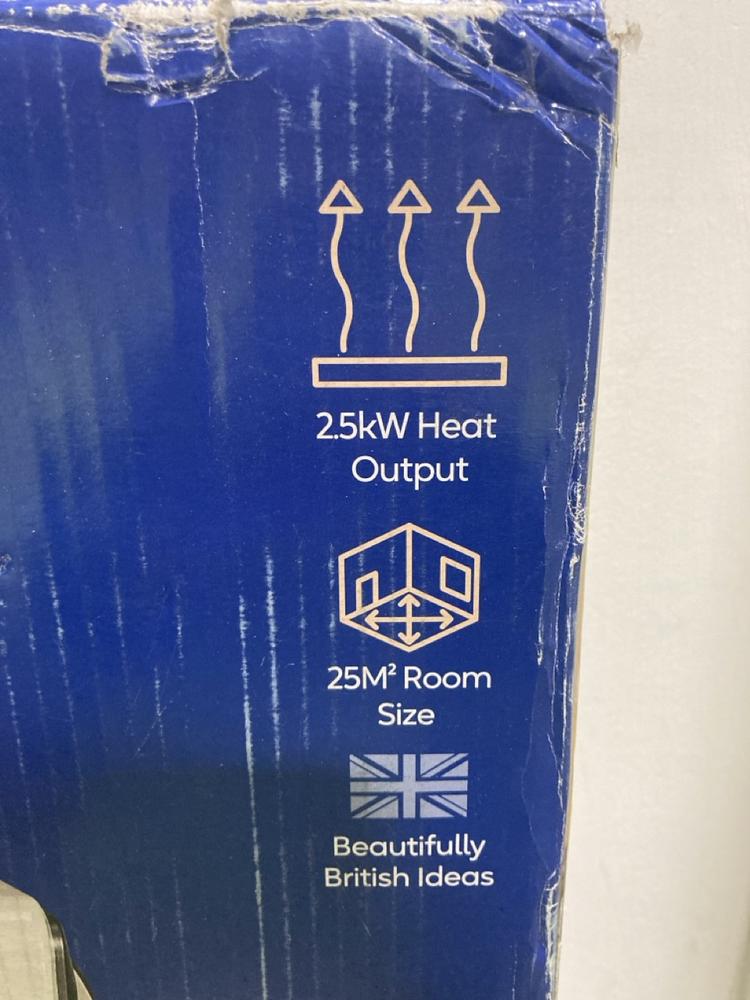 2.5kW Heat
Output
25M² Room
Size
Beautifully
British Ideas